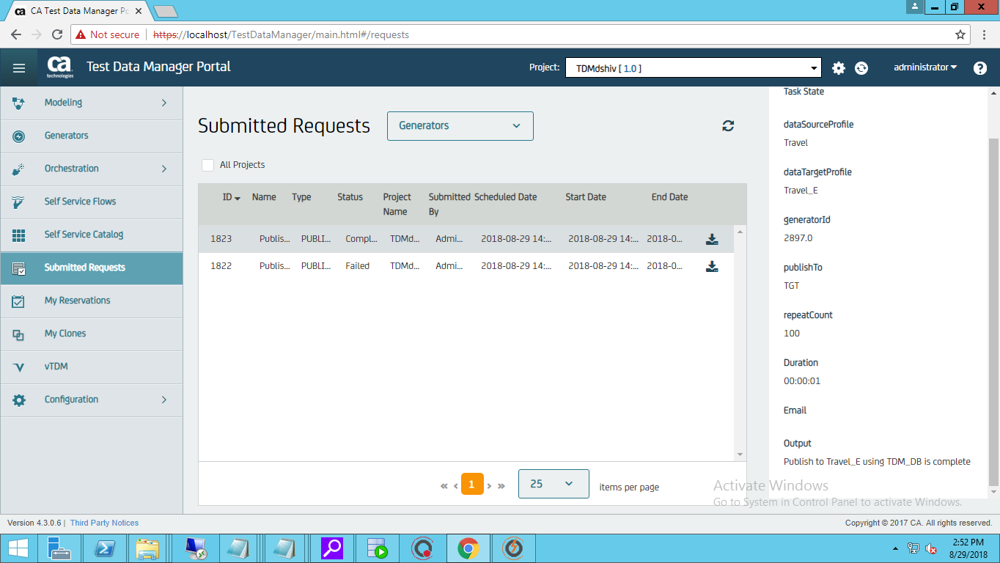 CA Test Data Manager Po
Not secure | https://localhost/TestDataManager/main.html#/requests
ca technologies Test Data Manager Portal Project: TDMdshiv [ 1.0 ] administrator ?
Modeling
Generators
Orchestration
Self Service Flows
Self Service Catalog
Submitted Requests
My Reservations
My Clones
vTDM
Configuration
Submitted Requests Generators
All Projects
ID Name Type Status Project Name Submitted By Scheduled Date Start Date End Date
1823 Publis... PUBLI... Compl... TDMd... Admi... 2018-08-29 14:... 2018-08-29 14:... 2018-0...
1822 Publis... PUBLI... Failed TDMd... Admi... 2018-08-29 14:... 2018-08-29 14:... 2018-0...
« ‹ 1 › » 25 items per page
Task State
dataSourceProfile
Travel
dataTargetProfile
Travel_E
generatorId
2897.0
publishTo
TGT
repeatCount
100
Duration
00:00:01
Email
Output
Publish to Travel_E using TDM_DB is complete
Activate Windows
Go to System in Control Panel to activate Windows.
Version 4.3.0.6 | Third Party Notices Copyright © 2017 CA. All rights reserved.
2:52 PM
8/29/2018